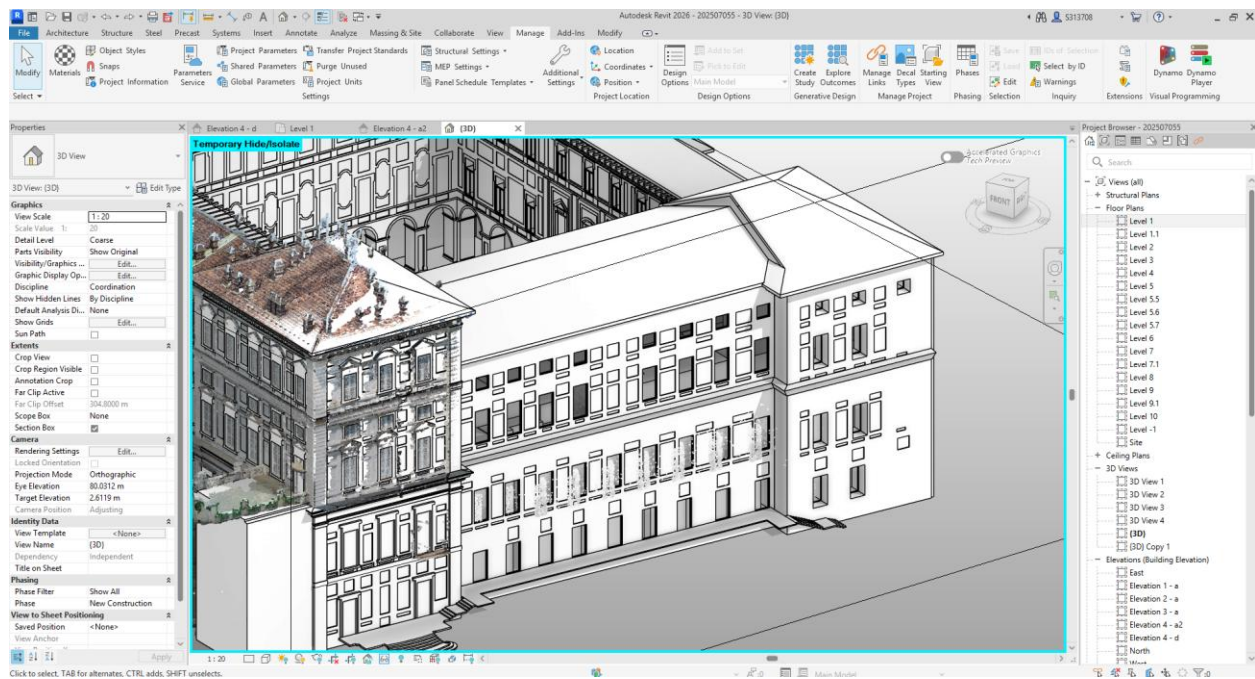 Autodesk Revit 2026 - 202507055 - 3D View: {3D}
S313708
File Architecture Structure Steel Precast Systems Insert Annotate Analyze Massing & Site Collaborate View Manage Add-Ins Modify
Modify
Materials
Object Styles
Snaps
Project Information
Parameters Service
Project Parameters
Shared Parameters
Global Parameters
Transfer Project Standards
Purge Unused
Project Units
Structural Settings
MEP Settings
Panel Schedule Templates
Additional Settings
Location
Coordinates
Position
Design Options
Add to Set
Pick to Edit
Main Model
Create Study
Explore Outcomes
Manage Links
Decal Types
Starting View
Phases
Save
Load
Edit
IDs of Selection
Select by ID
Warnings
Dynamo
Dynamo Player
Select
Settings
Project Location
Design Options
Generative Design
Manage Project
Phasing
Selection
Inquiry
Extensions
Visual Programming
Properties
3D View
3D View: {3D}
Edit Type
Graphics
View Scale 1:20
Scale Value 1: 20
Detail Level Coarse
Parts Visibility Show Original
Visibility/Graphics ... Edit...
Graphic Display Op... Edit...
Discipline Coordination
Show Hidden Lines By Discipline
Default Analysis Di... None
Show Grids Edit...
Sun Path
Extents
Crop View
Crop Region Visible
Annotation Crop
Far Clip Active
Far Clip Offset 304.8000 m
Scope Box None
Section Box
Camera
Rendering Settings Edit...
Locked Orientation
Projection Mode Orthographic
Eye Elevation 80.0312 m
Target Elevation 2.6119 m
Camera Position Adjusting
Identity Data
View Template <None>
View Name {3D}
Dependency Independent
Title on Sheet
Phasing
Phase Filter Show All
Phase New Construction
View to Sheet Positioning
Saved Position <None>
View Anchor
Apply
Elevation 4 - d
Level 1
Elevation 4 - a2
{3D}
Temporary Hide/Isolate
Accelerated Graphics
Tech Preview
FRONT
1 : 20
Project Browser - 202507055
Search
Views (all)
Structural Plans
Floor Plans
Level 1
Level 1.1
Level 2
Level 3
Level 4
Level 5
Level 5.5
Level 5.6
Level 5.7
Level 6
Level 7
Level 7.1
Level 8
Level 9
Level 9.1
Level 10
Level -1
Site
Ceiling Plans
3D Views
3D View 1
3D View 2
3D View 3
3D View 4
{3D}
{3D} Copy 1
Elevations (Building Elevation)
East
Elevation 1 - a
Elevation 2 - a
Elevation 3 - a
Elevation 4 - a2
Elevation 4 - d
North
West
Click to select, TAB for alternates, CTRL adds, SHIFT unselects.
:0
Main Model
:0